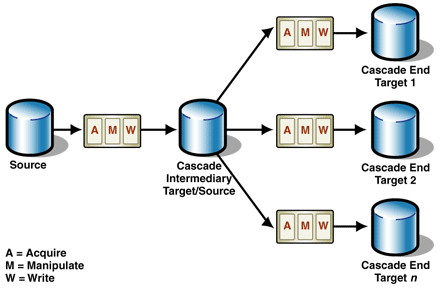 A M W
Cascade End
Target 1
A M W
Source
Cascade
Intermediary
Target/Source
A M W
Cascade End
Target 2
A M W
Cascade End
Target n
A = Acquire
M = Manipulate
W = Write